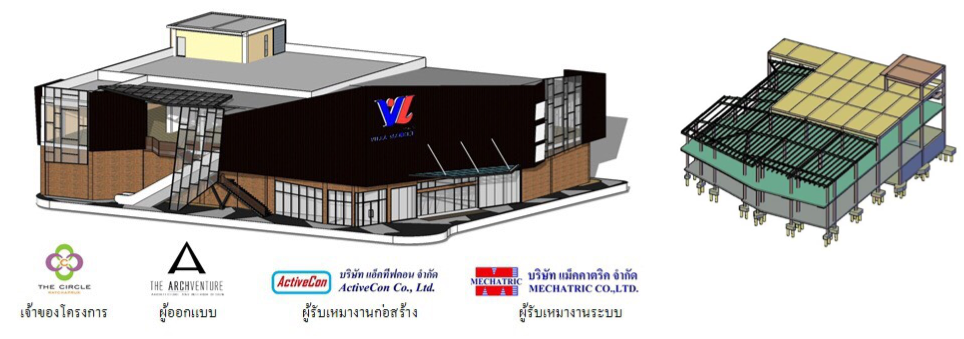 THE CIRCLE
เจ้าของโครงการ
THE ARCHVENTURE
ผู้ออกแบบ
ActiveCon
บริษัท แอ็คทีฟคอน จำกัด
ActiveCon Co., Ltd.
ผู้รับเหมางานก่อสร้าง
MECHATRIC
บริษัท แม็คคาตริค จำกัด
MECHATRIC CO.,LTD.
ผู้รับเหมางานระบบ